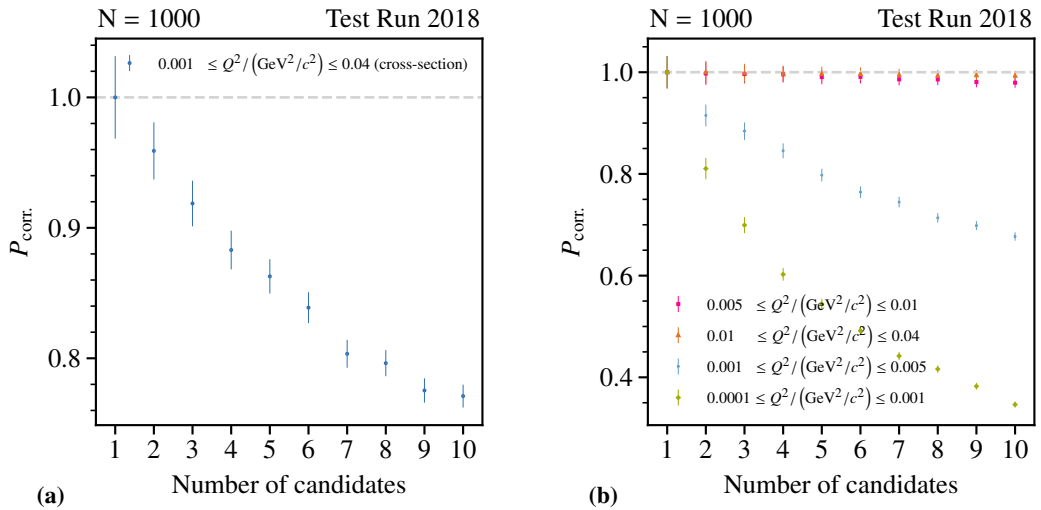 N = 1000 Test Run 2018
0.001 ≤ Q²/(GeV²/c²) ≤ 0.04 (cross-section)
1.0
0.9
0.8
P_corr.
1 2 3 4 5 6 7 8 9 10
Number of candidates
(a)
N = 1000 Test Run 2018
1.0
0.8
0.6
0.4
P_corr.
0.005 ≤ Q²/(GeV²/c²) ≤ 0.01
0.01 ≤ Q²/(GeV²/c²) ≤ 0.04
0.001 ≤ Q²/(GeV²/c²) ≤ 0.005
0.0001 ≤ Q²/(GeV²/c²) ≤ 0.001
1 2 3 4 5 6 7 8 9 10
Number of candidates
(b)